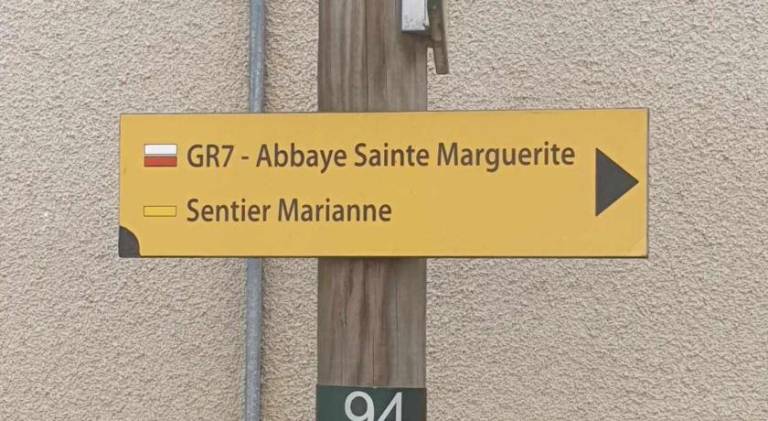 GR7 - Abbaye Sainte Marguerite
Sentier Marianne
94